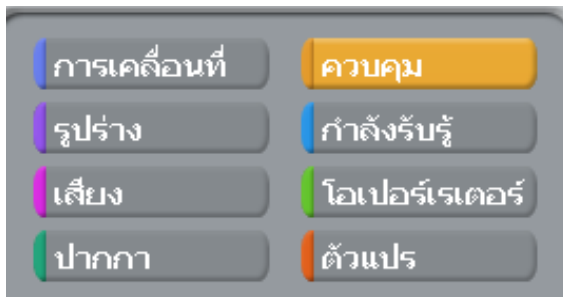 การเคลื่อนที่ ควบคุม
รูปร่าง กำลังรับรู้
เสียง โอเปอร์เรเตอร์
ปากกา ตัวแปร